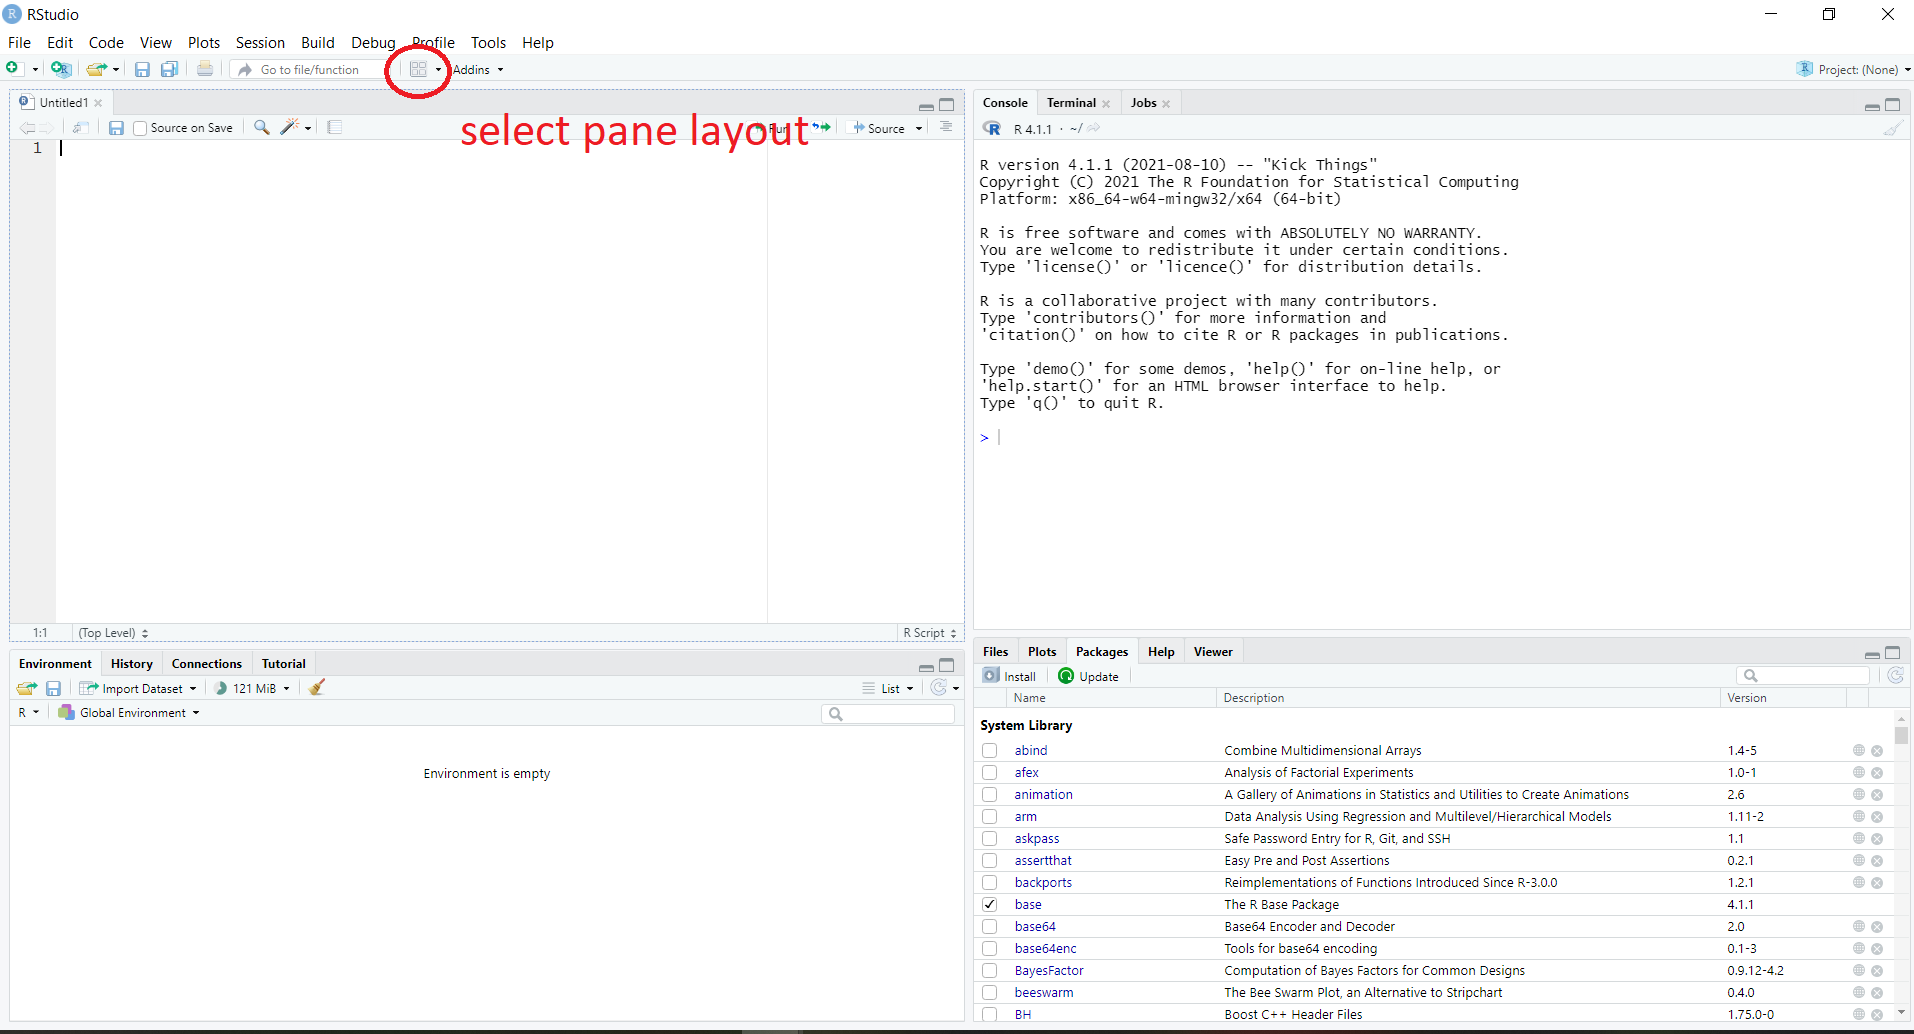 RStudio
File Edit Code View Plots Session Build Debug Profile Tools Help
Go to file/function Addins Project: (None)
select pane layout
Untitled1
Source on Save Run Source
1
1:1 (Top Level) R Script
Console Terminal Jobs
R 4.1.1 · ~/
R version 4.1.1 (2021-08-10) -- "Kick Things"
Copyright (C) 2021 The R Foundation for Statistical Computing
Platform: x86_64-w64-mingw32/x64 (64-bit)
R is free software and comes with ABSOLUTELY NO WARRANTY.
You are welcome to redistribute it under certain conditions.
Type 'license()' or 'licence()' for distribution details.
R is a collaborative project with many contributors.
Type 'contributors()' for more information and
'citation()' on how to cite R or R packages in publications.
Type 'demo()' for some demos, 'help()' for on-line help, or
'help.start()' for an HTML browser interface to help.
Type 'q()' to quit R.
>
Environment History Connections Tutorial
Import Dataset 121 MiB List
R Global Environment
Environment is empty
Files Plots Packages Help Viewer
Install Update
Name Description Version
System Library
abind Combine Multidimensional Arrays 1.4-5
afex Analysis of Factorial Experiments 1.0-1
animation A Gallery of Animations in Statistics and Utilities to Create Animations 2.6
arm Data Analysis Using Regression and Multilevel/Hierarchical Models 1.11-2
askpass Safe Password Entry for R, Git, and SSH 1.1
assertthat Easy Pre and Post Assertions 0.2.1
backports Reimplementations of Functions Introduced Since R-3.0.0 1.2.1
base The R Base Package 4.1.1
base64 Base64 Encoder and Decoder 2.0
base64enc Tools for base64 encoding 0.1-3
BayesFactor Computation of Bayes Factors for Common Designs 0.9.12-4.2
beeswarm The Bee Swarm Plot, an Alternative to Stripchart 0.4.0
BH Boost C++ Header Files 1.75.0-0